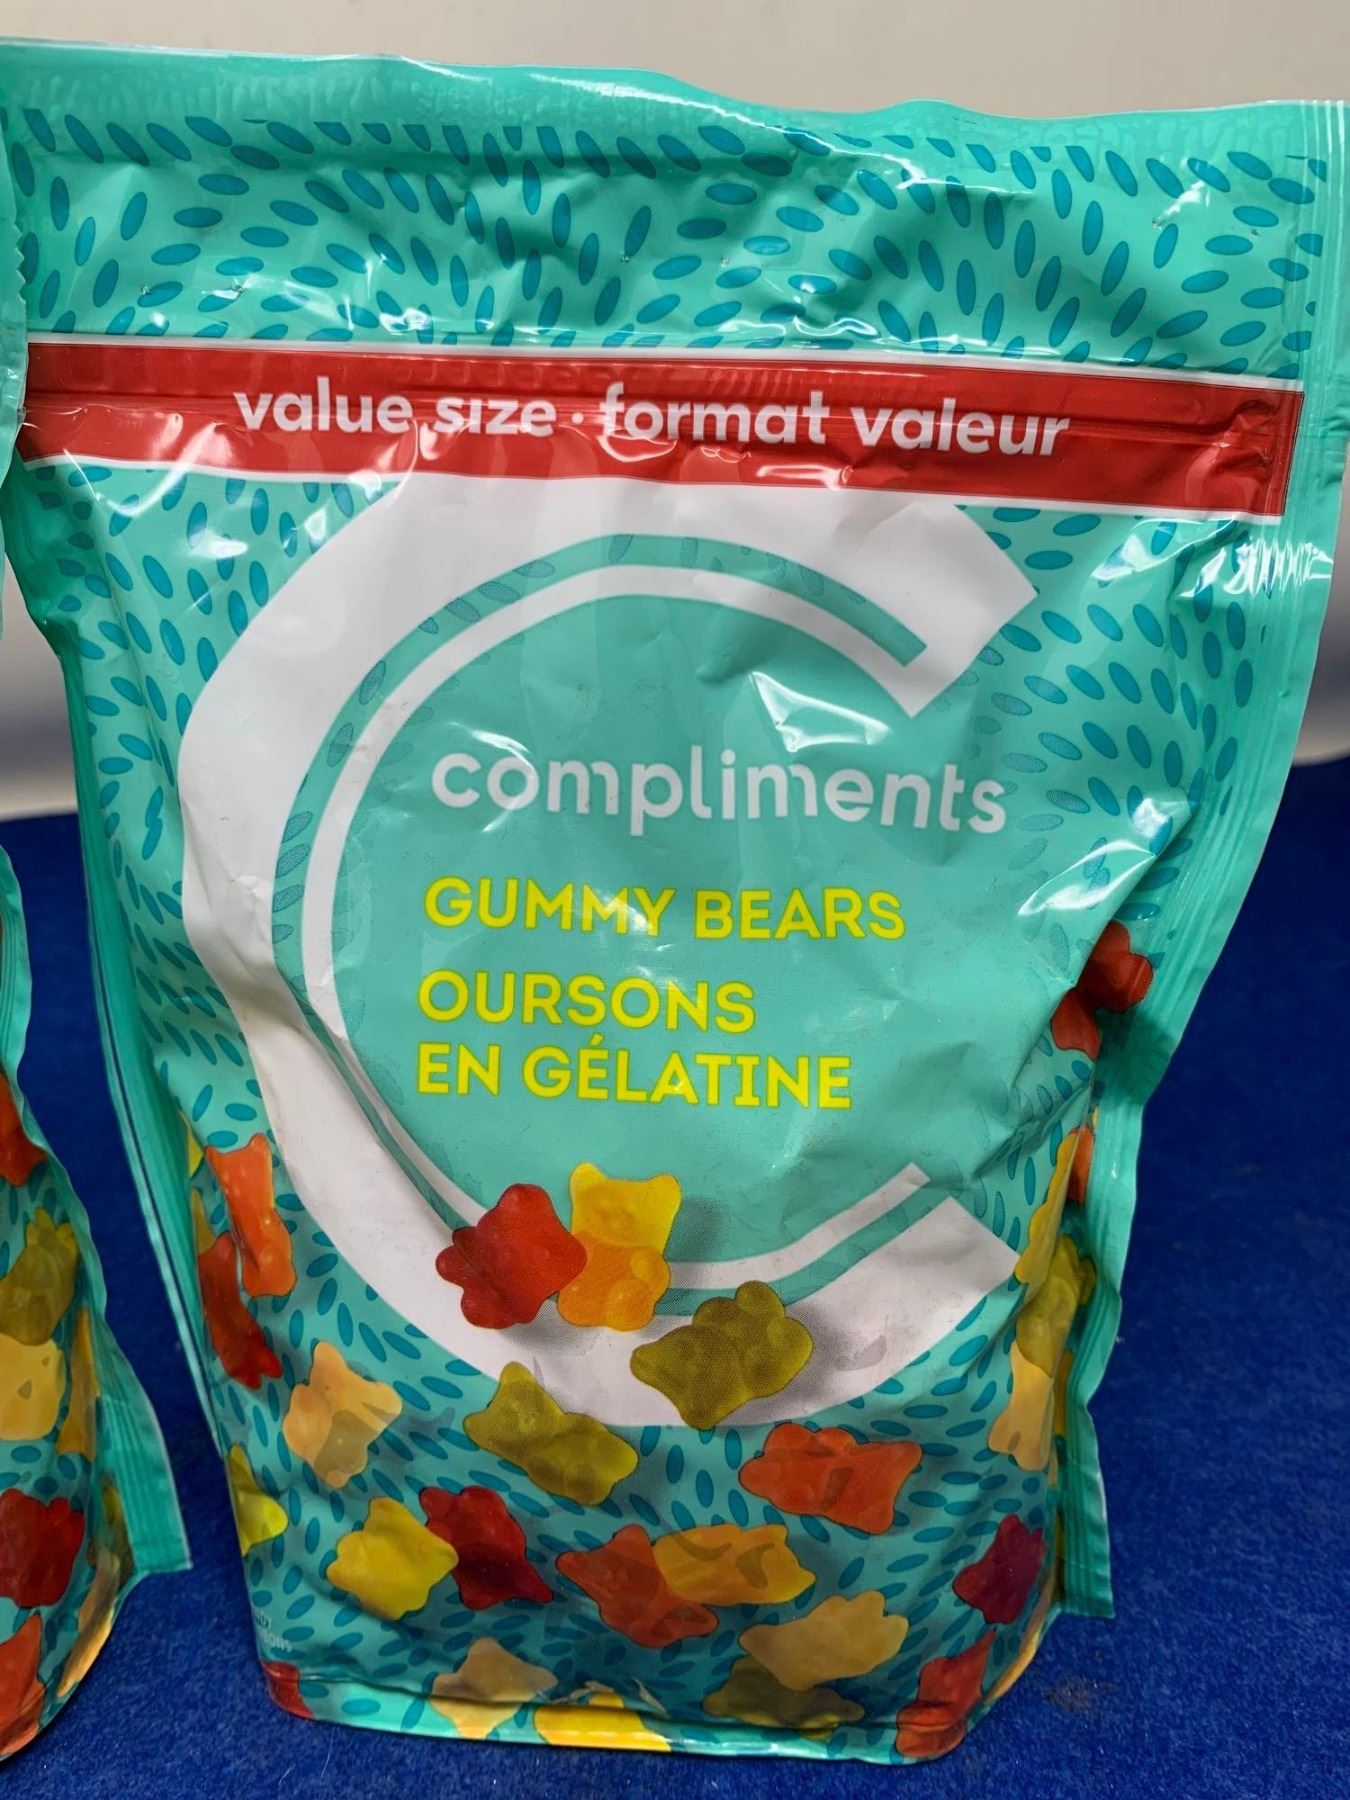 value size · format valeur
compliments
GUMMY BEARS
OURSONS
EN GÉLATINE